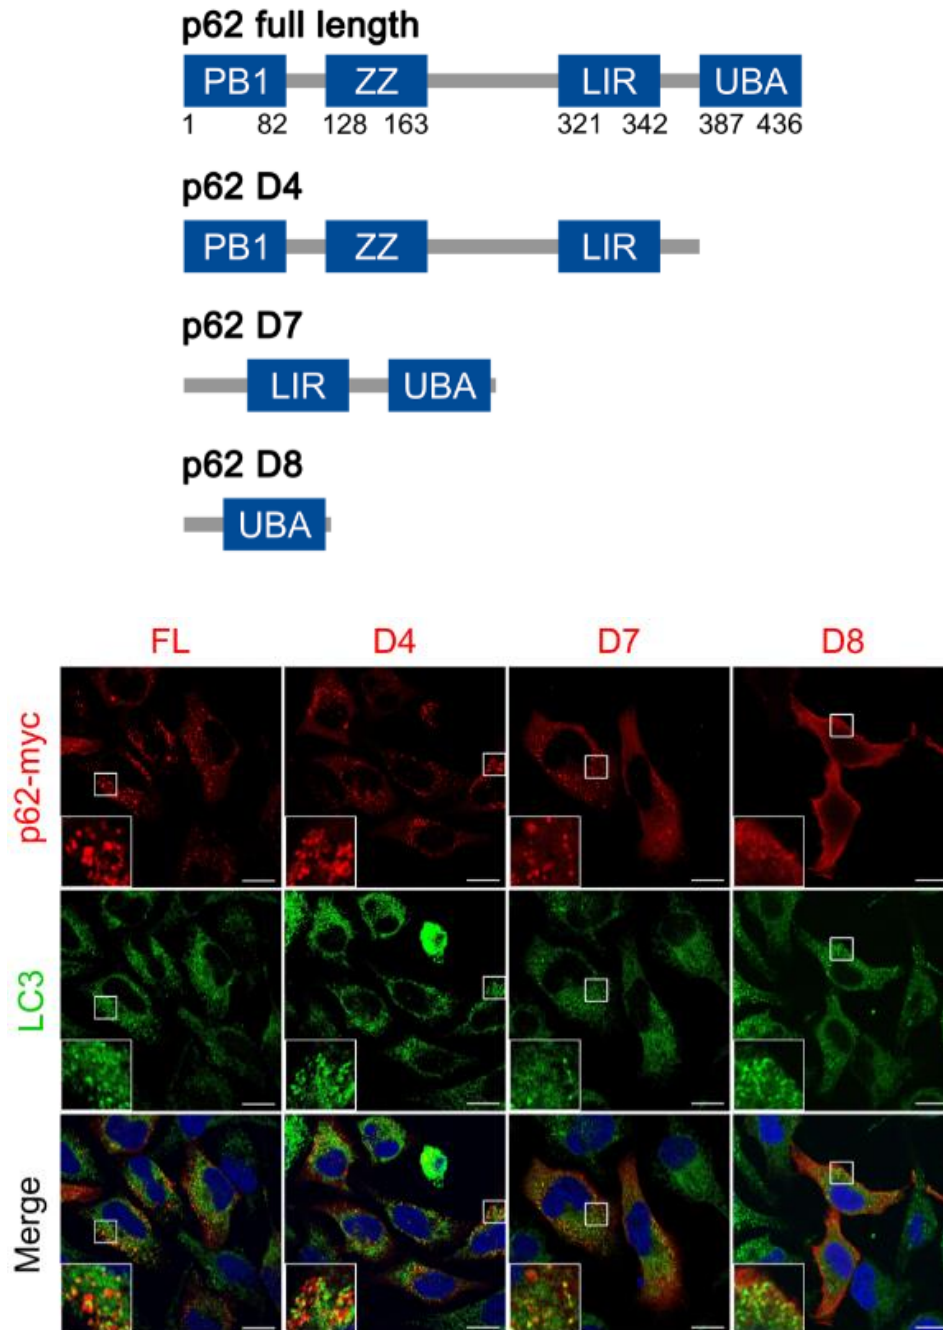 p62 full length
PB1 ZZ LIR UBA
1 82 128 163 321 342 387 436
p62 D4
PB1 ZZ LIR
p62 D7
LIR UBA
p62 D8
UBA
FL D4 D7 D8
p62-myc
LC3
Merge